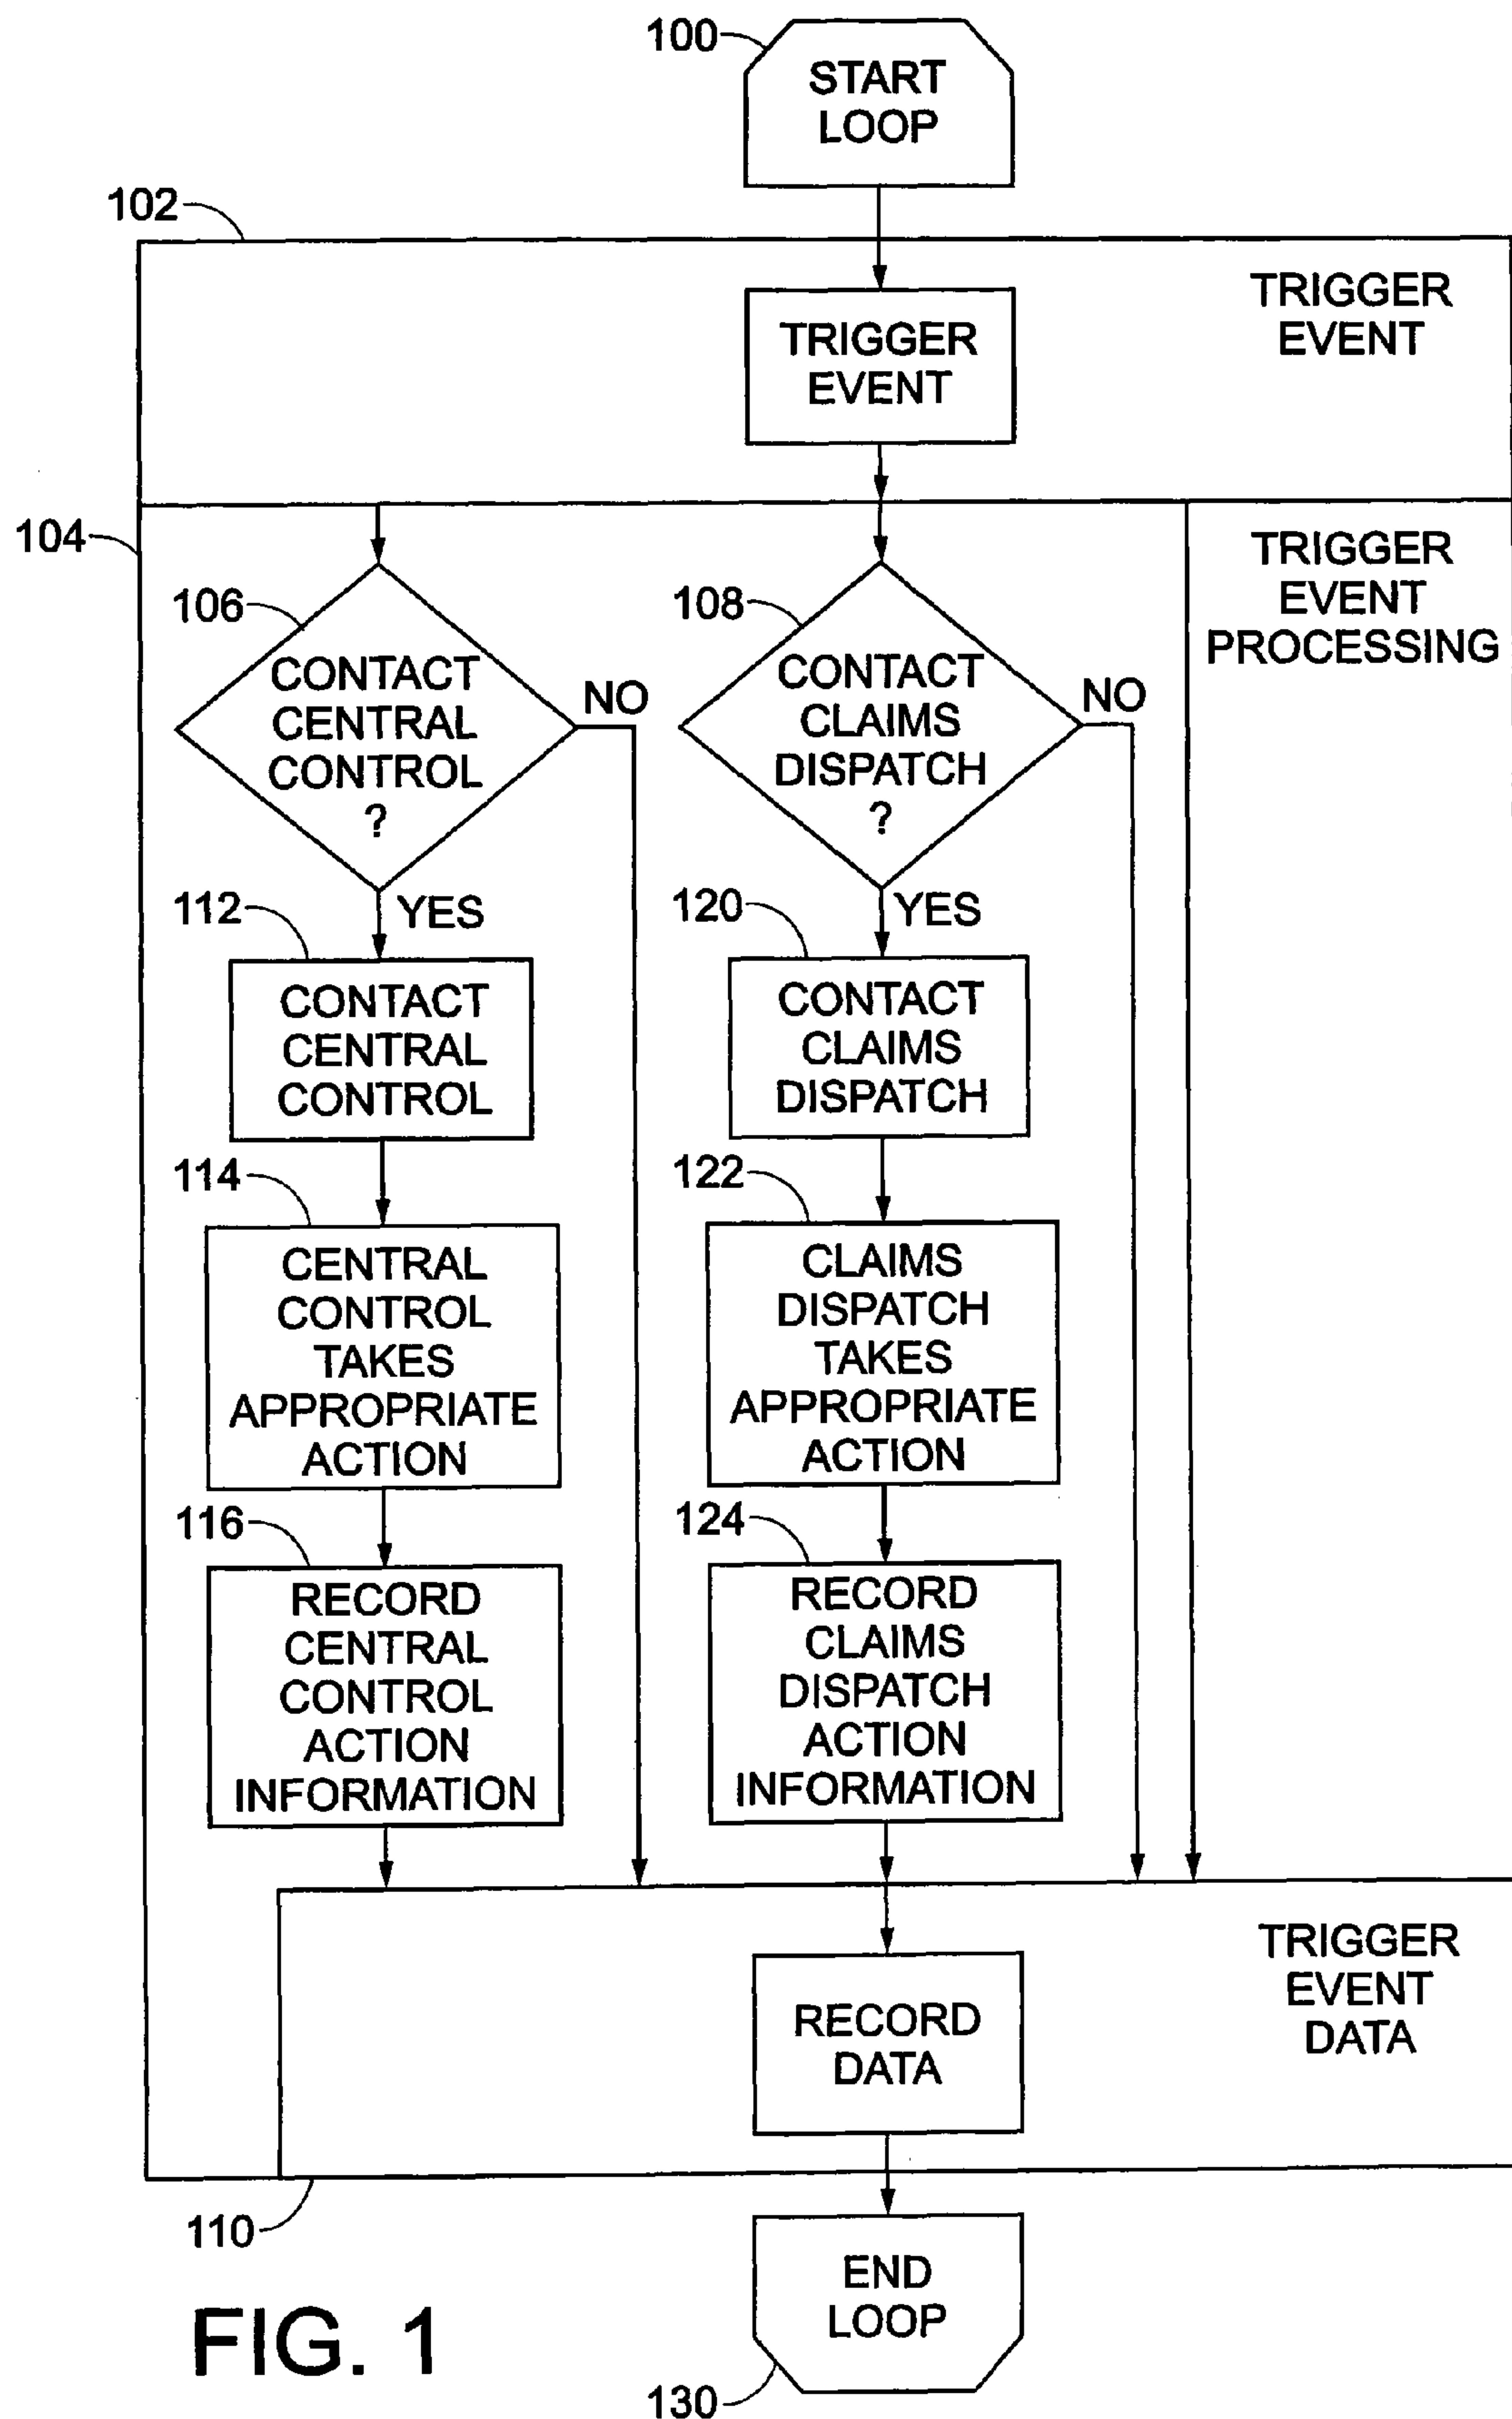 100
START
LOOP
102
TRIGGER
EVENT
TRIGGER
EVENT
104
TRIGGER
EVENT
PROCESSING
106
CONTACT
CENTRAL
CONTROL
?
NO
YES
108
CONTACT
CLAIMS
DISPATCH
?
NO
YES
112
CONTACT
CENTRAL
CONTROL
120
CONTACT
CLAIMS
DISPATCH
114
CENTRAL
CONTROL
TAKES
APPROPRIATE
ACTION
122
CLAIMS
DISPATCH
TAKES
APPROPRIATE
ACTION
116
RECORD
CENTRAL
CONTROL
ACTION
INFORMATION
124
RECORD
CLAIMS
DISPATCH
ACTION
INFORMATION
RECORD
DATA
TRIGGER
EVENT
DATA
110
END
LOOP
130
FIG. 1